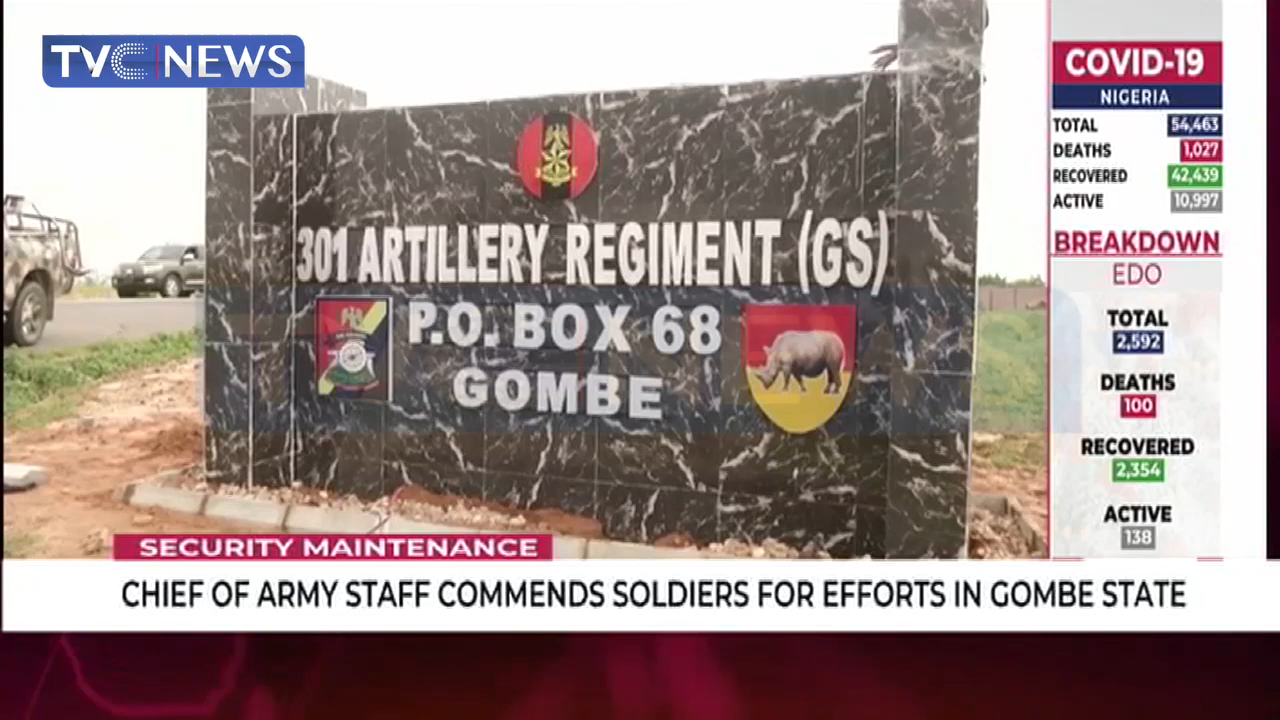 TVC NEWS
301 ARTILLERY REGIMENT (GS)
P.O. BOX 68
GOMBE
SECURITY MAINTENANCE
CHIEF OF ARMY STAFF COMMENDS SOLDIERS FOR EFFORTS IN GOMBE STATE
COVID-19
NIGERIA
TOTAL 54,463
DEATHS 1,027
RECOVERED 42,439
ACTIVE 10,997
BREAKDOWN
EDO
TOTAL
2,592
DEATHS
100
RECOVERED
2,354
ACTIVE
138